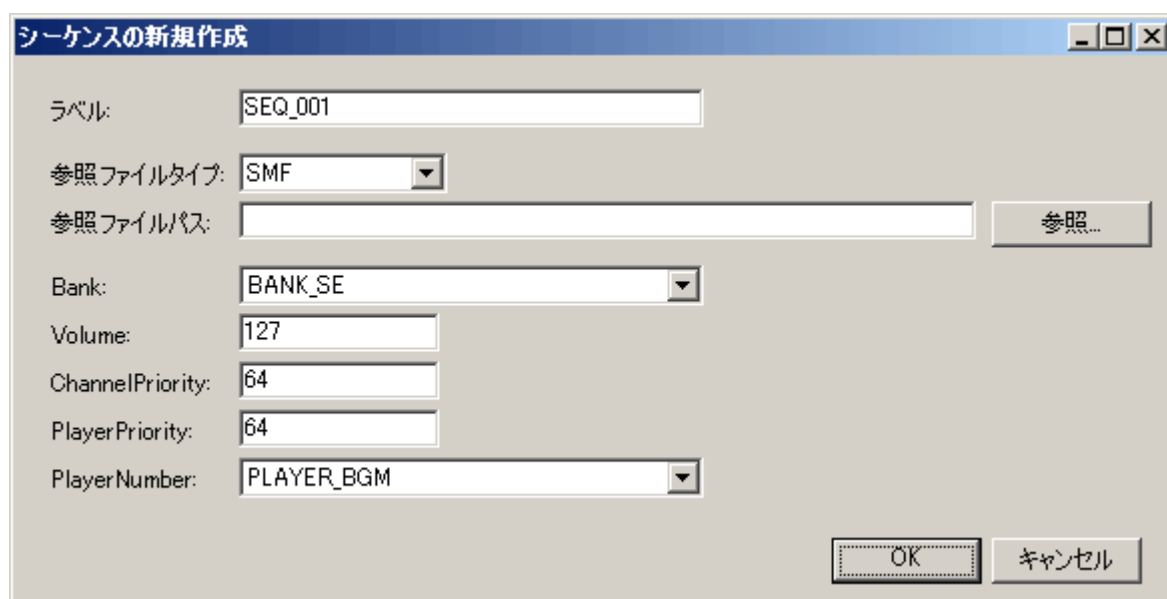 シーケンスの新規作成
ラベル: SEQ_001
参照ファイルタイプ: SMF
参照ファイルパス: 参照...
Bank: BANK_SE
Volume: 127
ChannelPriority: 64
PlayerPriority: 64
PlayerNumber: PLAYER_BGM
OK キャンセル